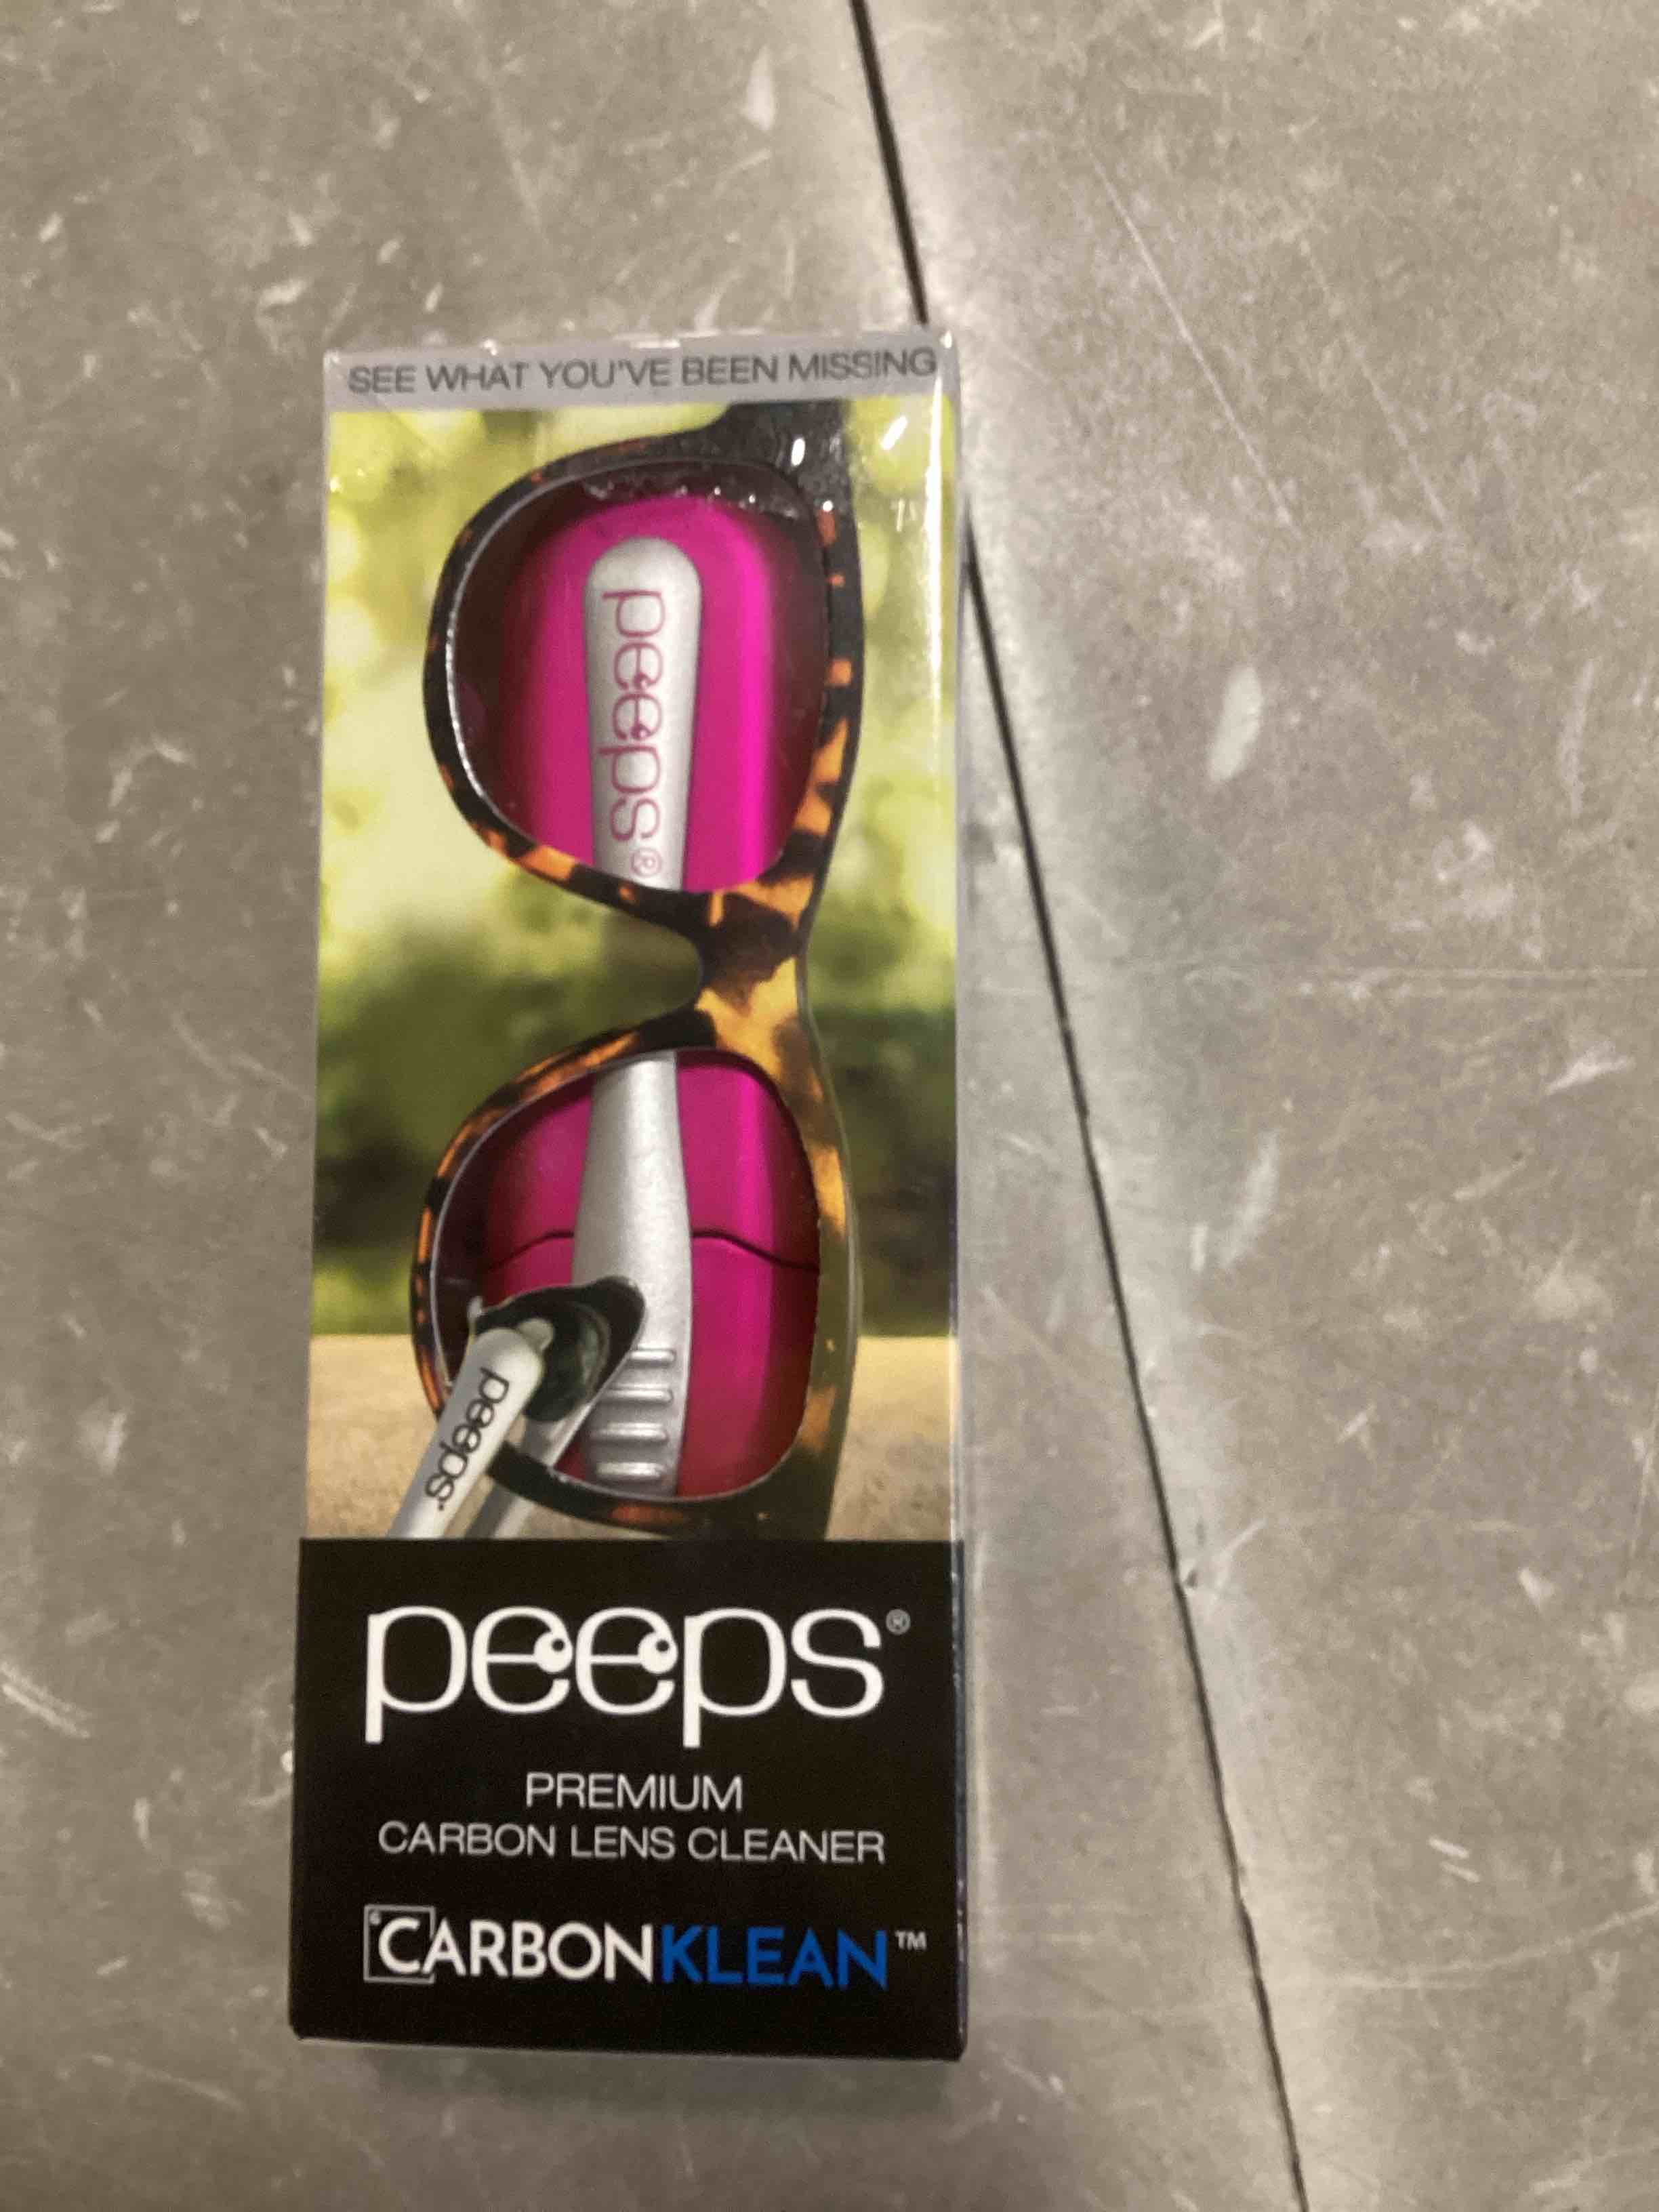 SEE WHAT YOU'VE BEEN MISSING
peeps®
peeps
peeps®
PREMIUM
CARBON LENS CLEANER
CARBONKLEAN™